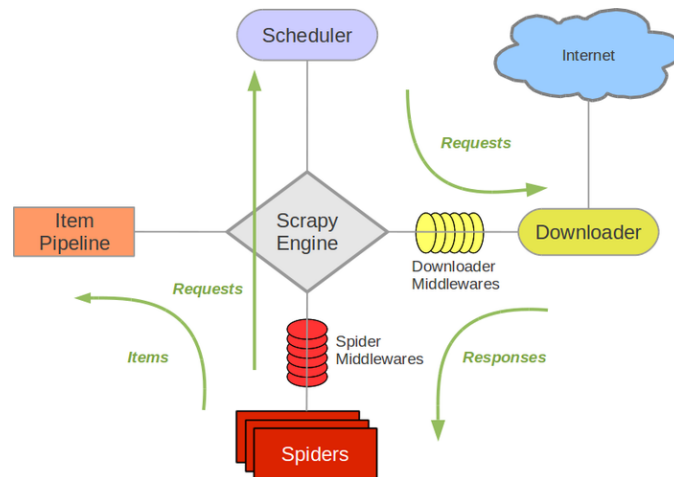 Scheduler
Internet
Requests
Item
Pipeline
Scrapy
Engine
Downloader
Downloader
Middlewares
Requests
Spider
Middlewares
Items
Responses
Spiders